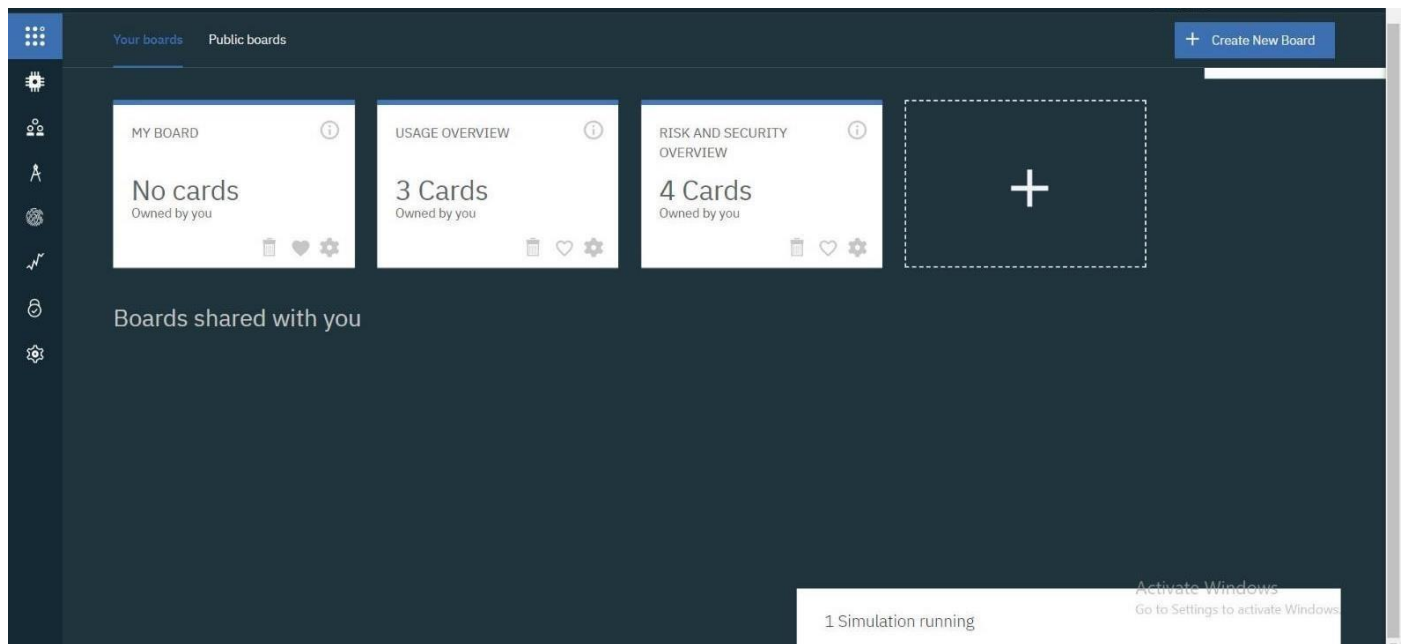 Your boards
Public boards
+ Create New Board
MY BOARD
No cards
Owned by you
USAGE OVERVIEW
3 Cards
Owned by you
RISK AND SECURITY
OVERVIEW
4 Cards
Owned by you
Boards shared with you
1 Simulation running
Activate Windows
Go to Settings to activate Windows.